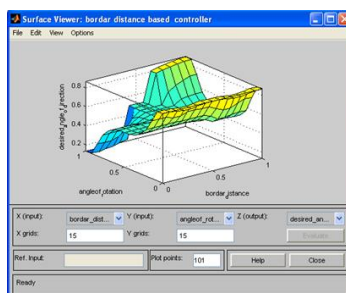 Surface Viewer: bordar distance based controller
File Edit View Options
0.8
0.6
0.4
0.2
desired_angle_of_direction
1
0.5
0
angleof_rotation
0
0.5
1
bordar_distance
X (input): bordar_dist... Y (input): angleof_rot... Z (output): desired_an...
X grids: 15 Y grids: 15 Evaluate
Ref. Input: Plot points: 101 Help Close
Ready